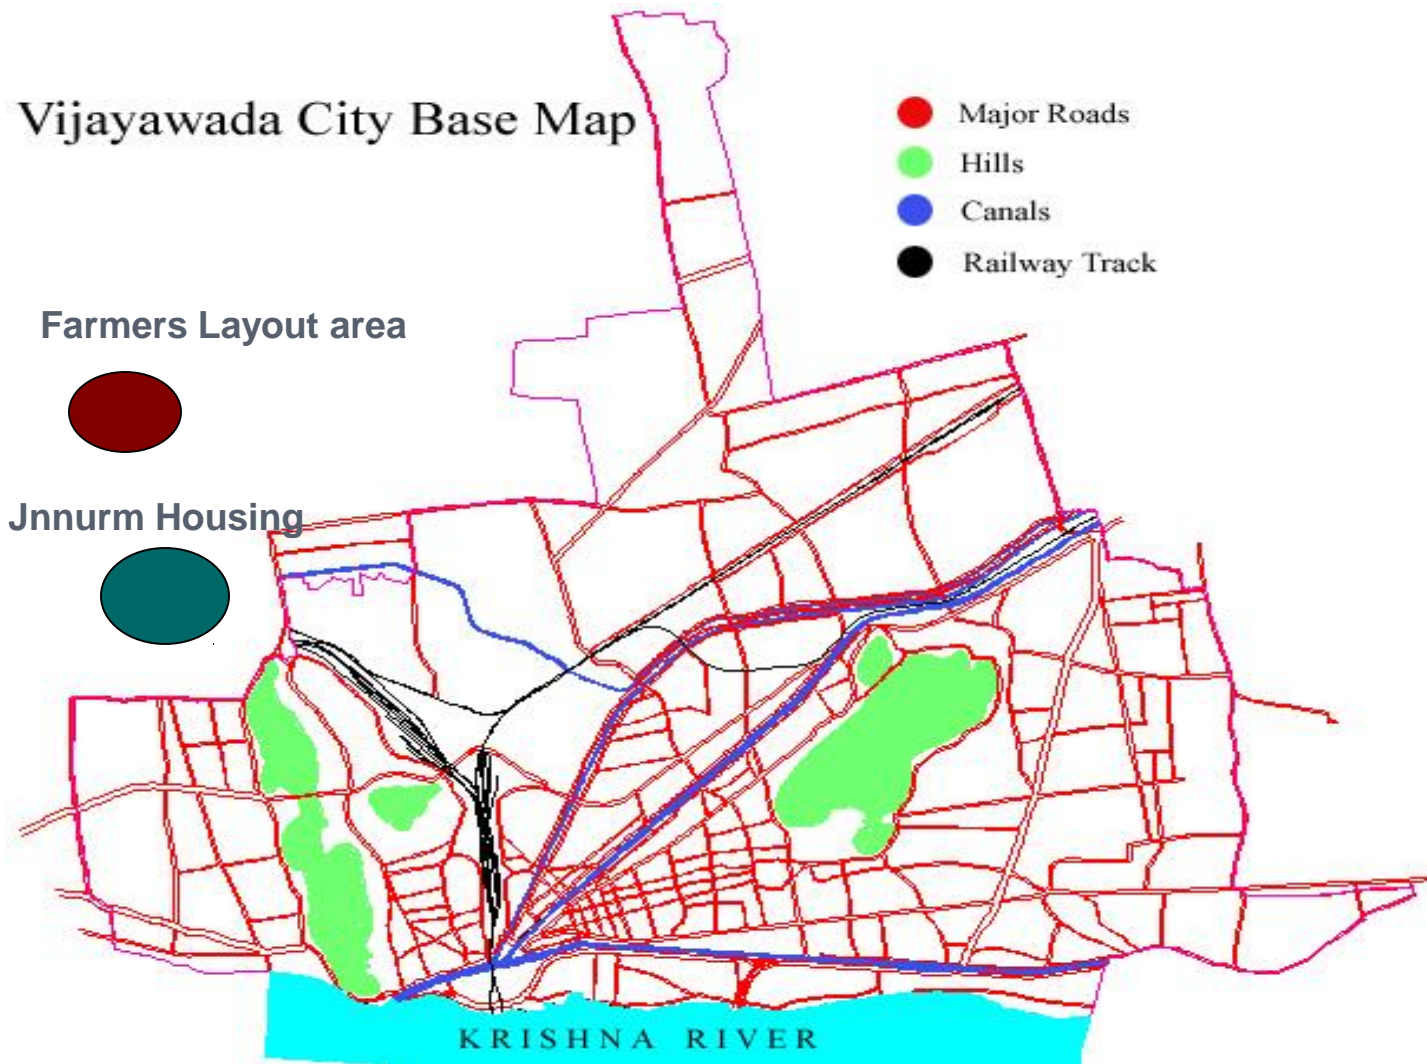 Vijayawada City Base Map
Major Roads
Hills
Canals
Railway Track
Farmers Layout area
Jnnurm Housing
KRISHNA RIVER